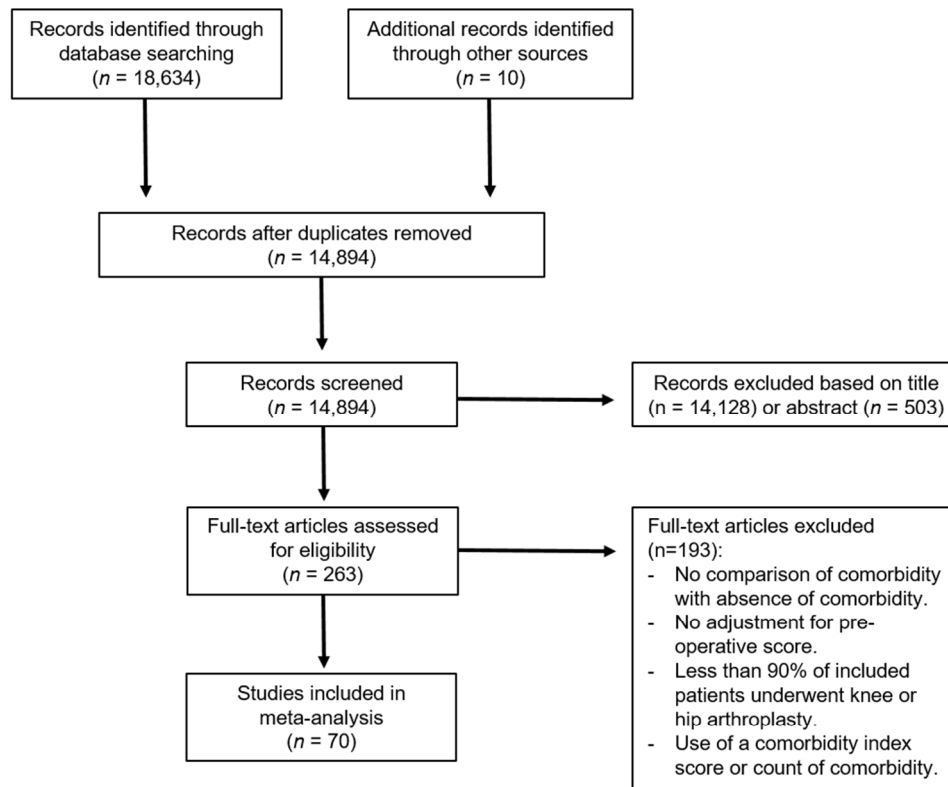 Records identified through
database searching
(n = 18,634)
Additional records identified
through other sources
(n = 10)
Records after duplicates removed
(n = 14,894)
Records screened
(n = 14,894)
Records excluded based on title
(n = 14,128) or abstract (n = 503)
Full-text articles assessed
for eligibility
(n = 263)
Full-text articles excluded
(n=193):
- No comparison of comorbidity
with absence of comorbidity.
- No adjustment for pre-
operative score.
- Less than 90% of included
patients underwent knee or
hip arthroplasty.
- Use of a comorbidity index
score or count of comorbidity.
Studies included in
meta-analysis
(n = 70)